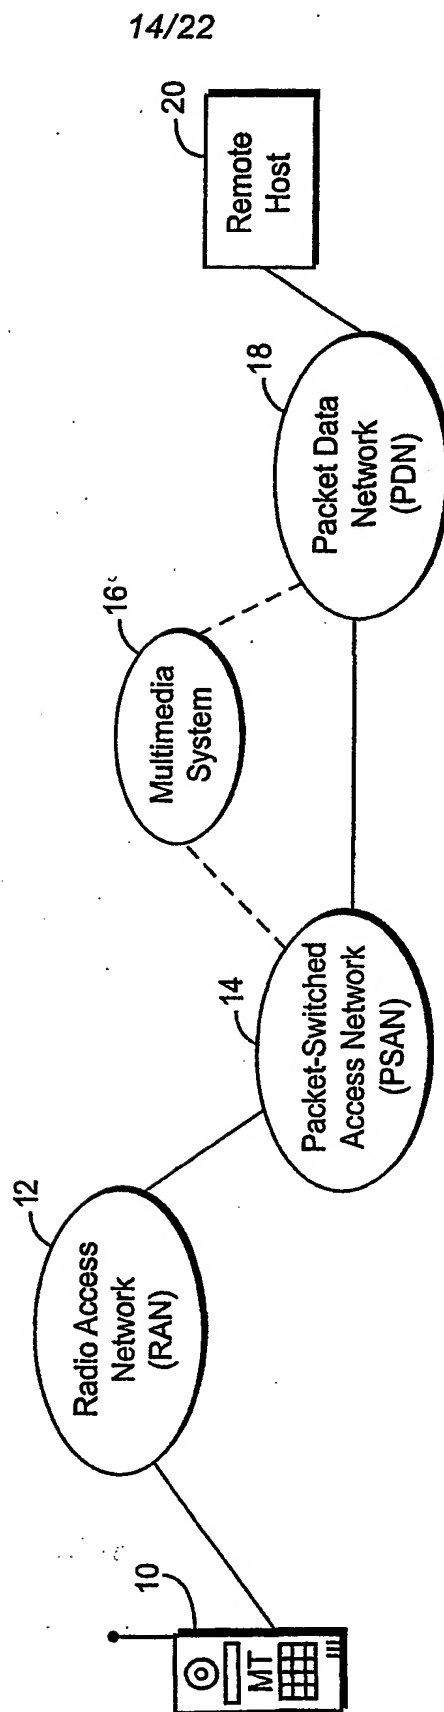 14/22
10
MT
12
Radio Access
Network
(RAN)
14
Packet-Switched
Access Network
(PSAN)
16
Multimedia
System
18
Packet Data
Network
(PDN)
20
Remote
Host